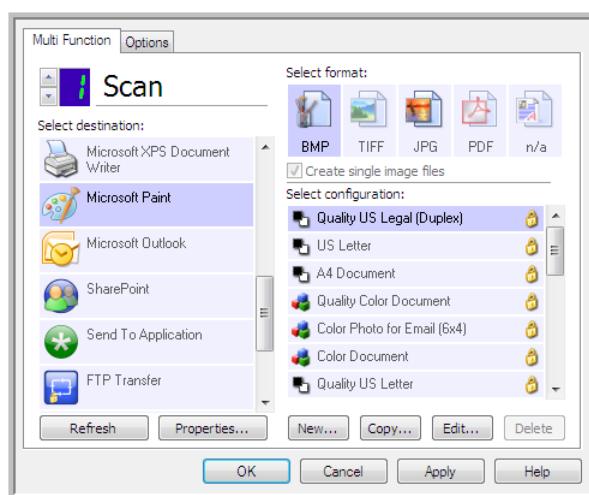 Multi Function
Options
1 Scan
Select destination:
Microsoft XPS Document
Writer
Microsoft Paint
Microsoft Outlook
SharePoint
Send To Application
FTP Transfer
Refresh
Properties...
Select format:
BMP
TIFF
JPG
PDF
n/a
Create single image files
Select configuration:
Quality US Legal (Duplex)
US Letter
A4 Document
Quality Color Document
Color Photo for Email (6x4)
Color Document
Quality US Letter
New...
Copy...
Edit...
Delete
OK
Cancel
Apply
Help